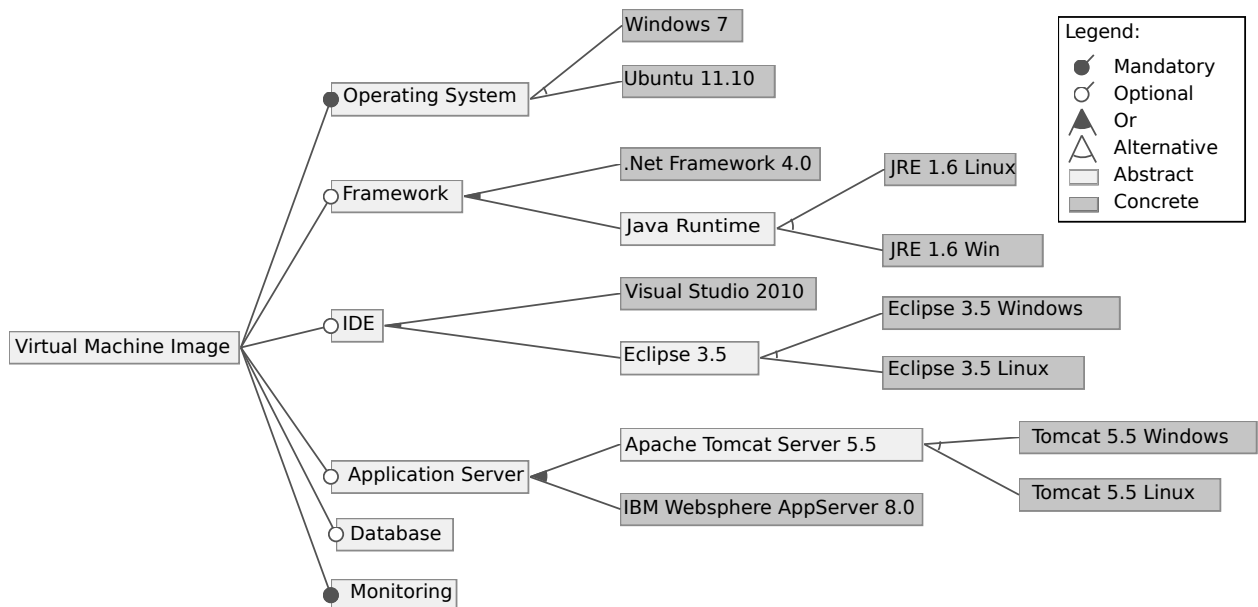 Windows 7
Legend:
Mandatory
Optional
Or
Alternative
Abstract
Concrete
Ubuntu 11.10
Operating System
.Net Framework 4.0
JRE 1.6 Linux
Framework
Java Runtime
JRE 1.6 Win
Visual Studio 2010
Eclipse 3.5 Windows
IDE
Virtual Machine Image
Eclipse 3.5
Eclipse 3.5 Linux
Apache Tomcat Server 5.5
Tomcat 5.5 Windows
Application Server
Tomcat 5.5 Linux
IBM Websphere AppServer 8.0
Database
Monitoring